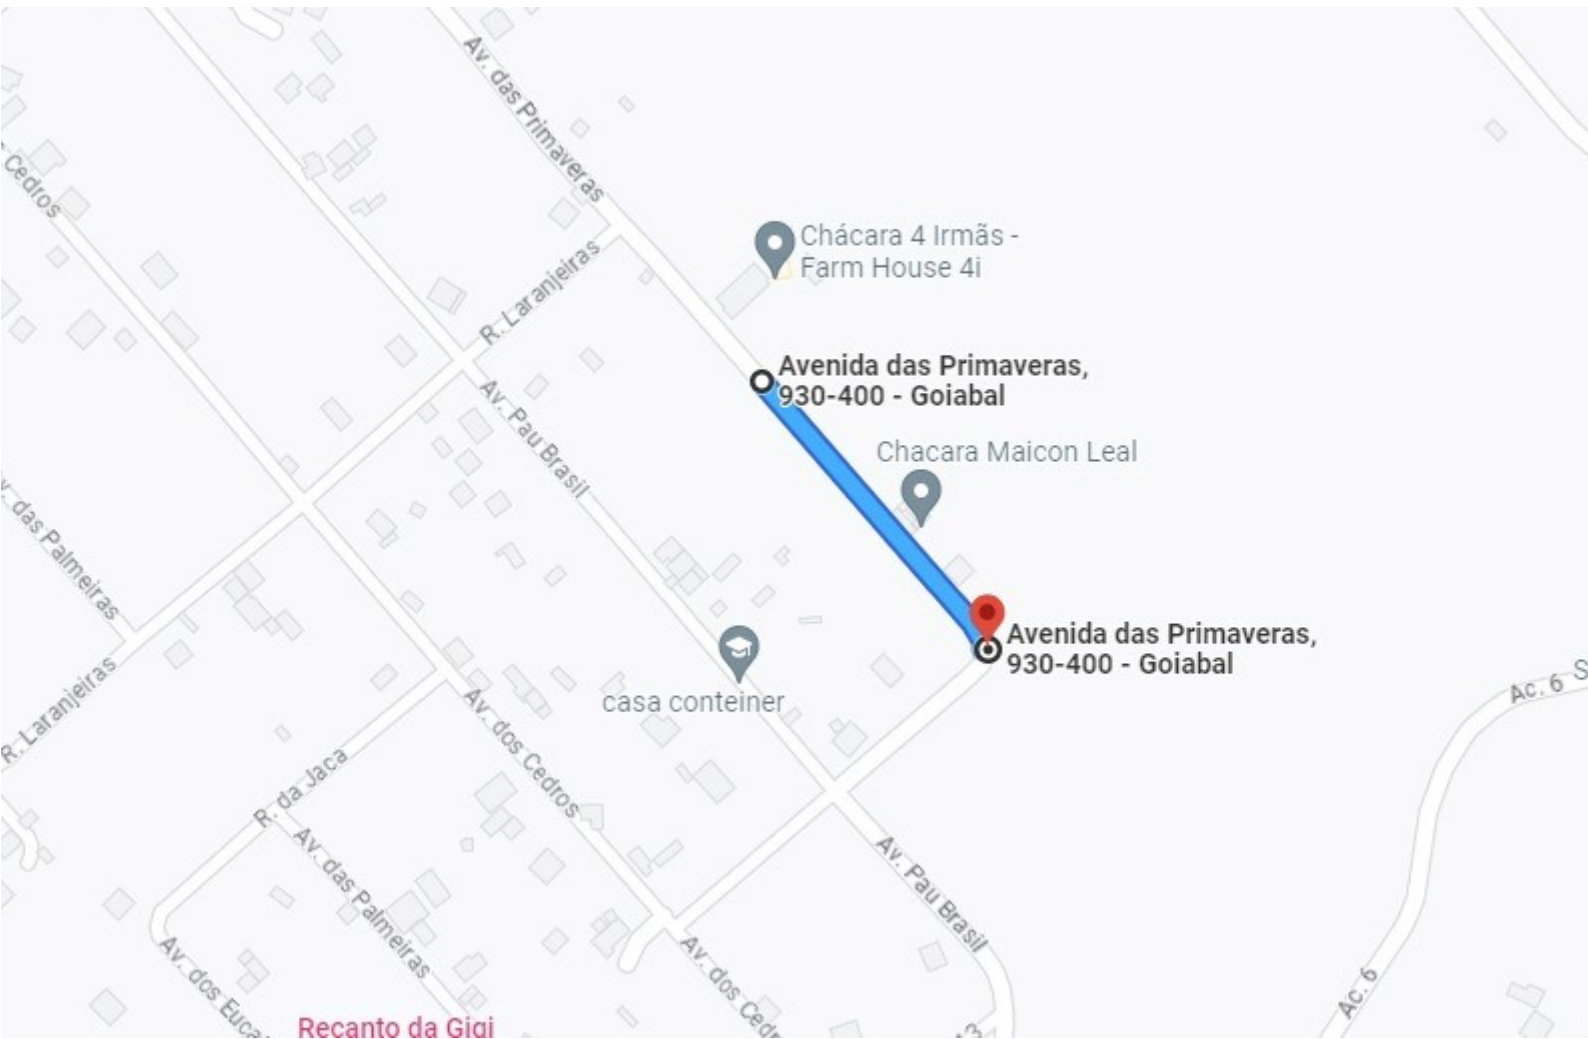 Av. das Primaveras
Cedros
Chácara 4 Irmãs -
Farm House 4i
R. Laranjeiras
Avenida das Primaveras,
930-400 - Goiabal
Av. Pau Brasil
Chacara Maicon Leal
das Palmeiras
Avenida das Primaveras,
930-400 - Goiabal
R. Laranjeiras
casa conteiner
Ac. 6
S
Av. dos Cedros
R. da Jaca
Av. das Palmeiras
Av. Pau Brasil
Av. dos Euca
Av. dos Cedr
Ac. 6
Recanto da Gigi